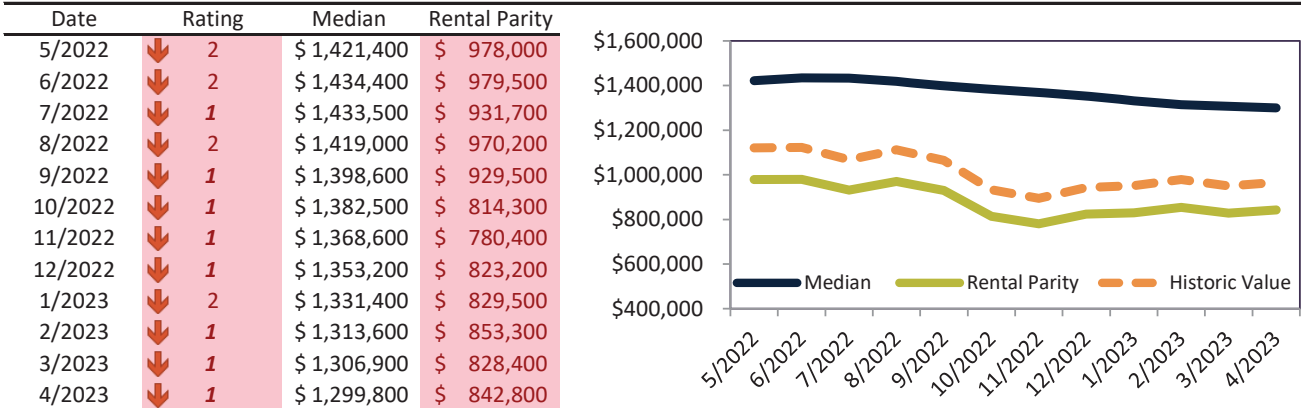 Date Rating Median Rental Parity
5/2022 2 $ 1,421,400 $ 978,000
6/2022 2 $ 1,434,400 $ 979,500
7/2022 1 $ 1,433,500 $ 931,700
8/2022 2 $ 1,419,000 $ 970,200
9/2022 1 $ 1,398,600 $ 929,500
10/2022 1 $ 1,382,500 $ 814,300
11/2022 1 $ 1,368,600 $ 780,400
12/2022 1 $ 1,353,200 $ 823,200
1/2023 2 $ 1,331,400 $ 829,500
2/2023 1 $ 1,313,600 $ 853,300
3/2023 1 $ 1,306,900 $ 828,400
4/2023 1 $ 1,299,800 $ 842,800
$1,600,000
$1,400,000
$1,200,000
$1,000,000
$800,000
$600,000
$400,000
Median Rental Parity Historic Value
5/2022 6/2022 7/2022 8/2022 9/2022 10/2022 11/2022 12/2022 1/2023 2/2023 3/2023 4/2023